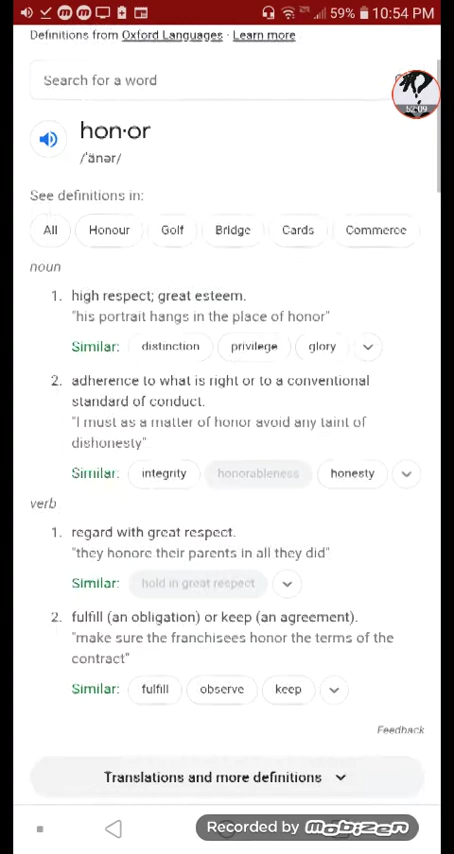 59% 10:54 PM
Definitions from Oxford Languages · Learn more
Search for a word
52:09
hon·or
/ˈänər/
See definitions in:
All Honour Golf Bridge Cards Commerce
noun
1. high respect; great esteem.
"his portrait hangs in the place of honor"
Similar: distinction privilege glory
2. adherence to what is right or to a conventional
standard of conduct.
"I must as a matter of honor avoid any taint of
dishonesty"
Similar: integrity honorableness honesty
verb
1. regard with great respect.
"they honore their parents in all they did"
Similar: hold in great respect
2. fulfill (an obligation) or keep (an agreement).
"make sure the franchisees honor the terms of the
contract"
Similar: fulfill observe keep
Feedback
Translations and more definitions
Recorded by mobizen